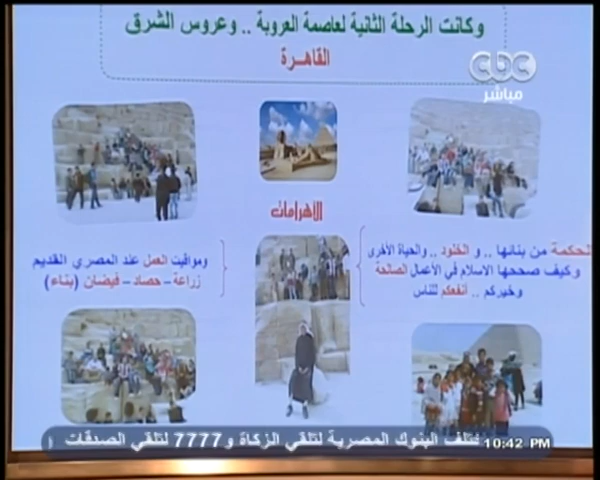 وكانت الرحلة الثانية لعاصمة العروبة .. وعروس الشرق
القاهرة
cbc
مباشر
الاهرامات
الحكمة من بنائها .. و الخلود .. والحياة الأخرى
وكيف صححها الاسلام في الأعمال الصالحة
وخيركم .. أنفعكم للناس
ومواقيت العمل عند المصري القديم
زراعة – حصاد – فيضان (بناء)
البنوك المصرية لتلقي الزكاة و7777 لتلقي الصدقات
10:42 PM